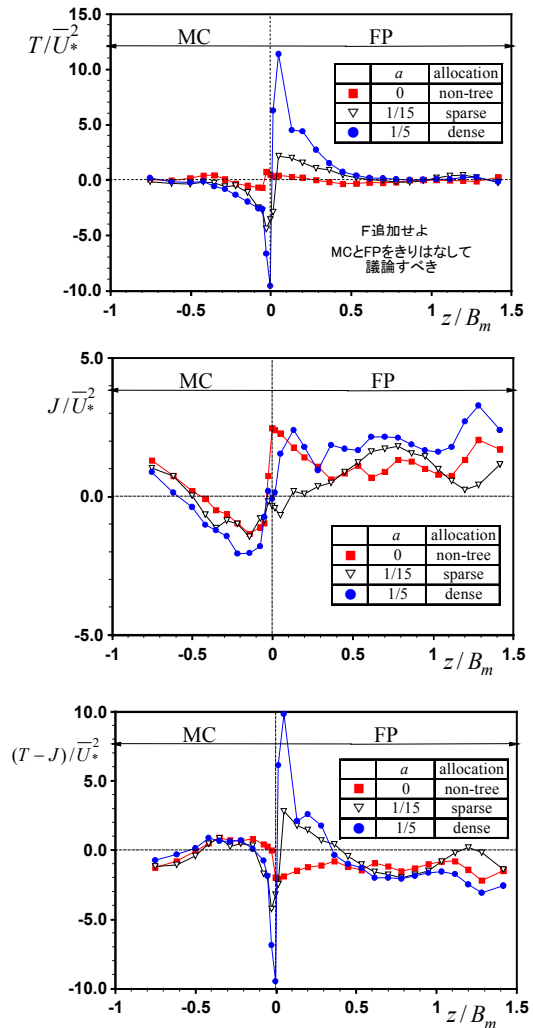 T/U̅*² MC FP
15.0
10.0
5.0
0.0
-5.0
-10.0
a allocation
0 non-tree
1/15 sparse
1/5 dense
F追加せよ
MCとFPをきりはなして
議論すべき
-1 -0.5 0 0.5 1 1.5
z/Bm
5.0
J/U̅*² MC FP
0.0
-5.0
a allocation
0 non-tree
1/15 sparse
1/5 dense
-1 -0.5 0 0.5 1 1.5
z/Bm
10.0
(T-J)/U̅*² MC FP
5.0
0.0
-5.0
-10.0
a allocation
0 non-tree
1/15 sparse
1/5 dense
-1 -0.5 0 0.5 1 1.5
z/Bm